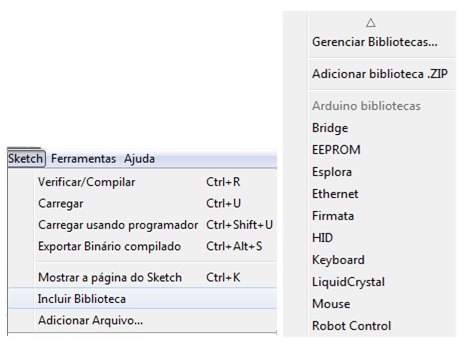 Sketch Ferramentas Ajuda
Verificar/Compilar Ctrl+R
Carregar Ctrl+U
Carregar usando programador Ctrl+Shift+U
Exportar Binário compilado Ctrl+Alt+S
Mostrar a página do Sketch Ctrl+K
Incluir Biblioteca
Adicionar Arquivo...
Gerenciar Bibliotecas...
Adicionar biblioteca .ZIP
Arduino bibliotecas
Bridge
EEPROM
Esplora
Ethernet
Firmata
HID
Keyboard
LiquidCrystal
Mouse
Robot Control